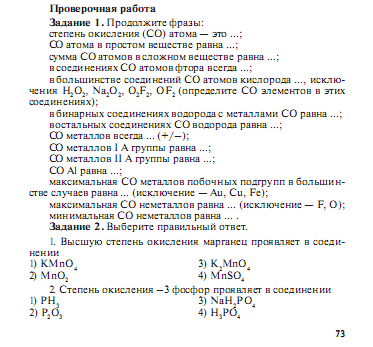 Проверочная работа
Задание 1. Продолжите фразы:
степень окисления (СО) атома — это ...;
СО атома в простом веществе равна ...;
сумма СО атомов в сложном веществе равна ...;
в соединениях СО атомов фтора всегда ...;
в большинстве соединений СО атомов кислорода ..., исклю-
чения H₂O₂, Na₂O₂, O₂F₂, OF₂ (определите СО элементов в этих
соединениях);
в бинарных соединениях водорода с металлами СО равна ...;
в остальных соединениях СО водорода равна ...;
СО металлов всегда ... (+/–);
СО металлов I А группы равна ...;
СО металлов II А группы равна ...;
СО Al равна ...;
максимальная СО металлов побочных подгрупп в большин-
стве случаев равна ... (исключение — Au, Cu, Fe);
максимальная СО неметаллов равна ... (исключение — F, O);
минимальная СО неметаллов равна ... .
Задание 2. Выберите правильный ответ.
1. Высшую степень окисления марганец проявляет в соеди-
нении
1) KMnO₄ 3) K₂MnO₄
2) MnO₂ 4) MnSO₄
2. Степень окисления −3 фосфор проявляет в соединении
1) PH₃ 3) NaH₂PO₄
2) P₂O₃ 4) H₃PO₄
73